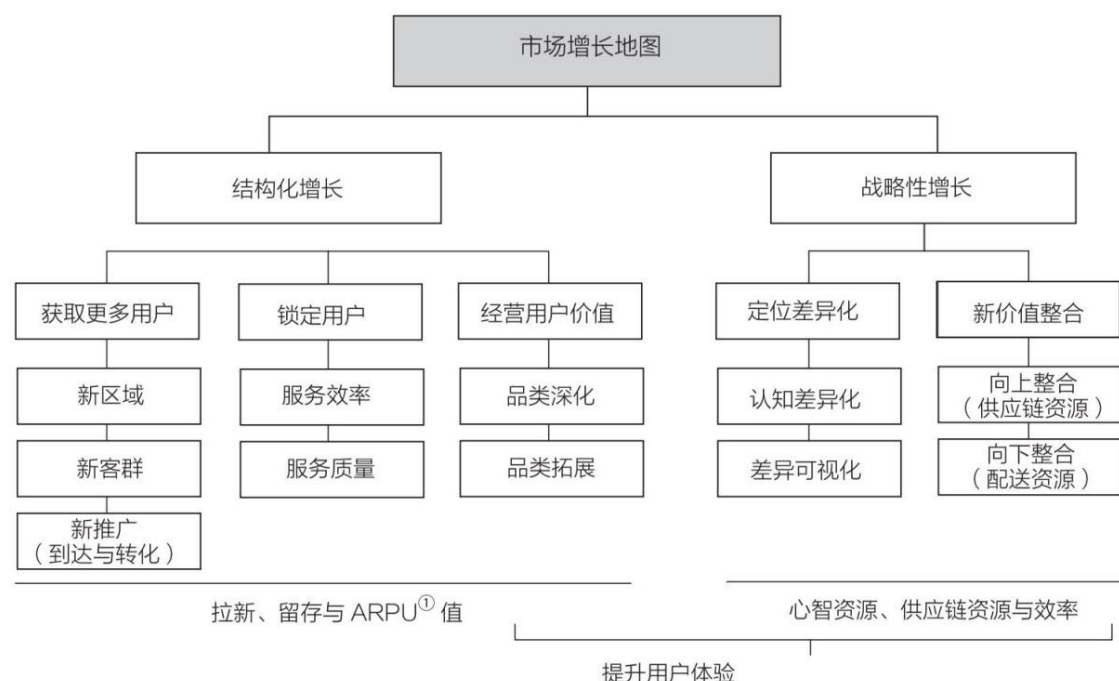 市场增长地图
结构化增长
战略性增长
获取更多用户
锁定用户
经营用户价值
定位差异化
新价值整合
新区域
服务效率
品类深化
认知差异化
向上整合
（供应链资源）
新客群
服务质量
品类拓展
差异可视化
向下整合
（配送资源）
新推广
（到达与转化）
拉新、留存与 ARPU① 值
心智资源、供应链资源与效率
提升用户体验